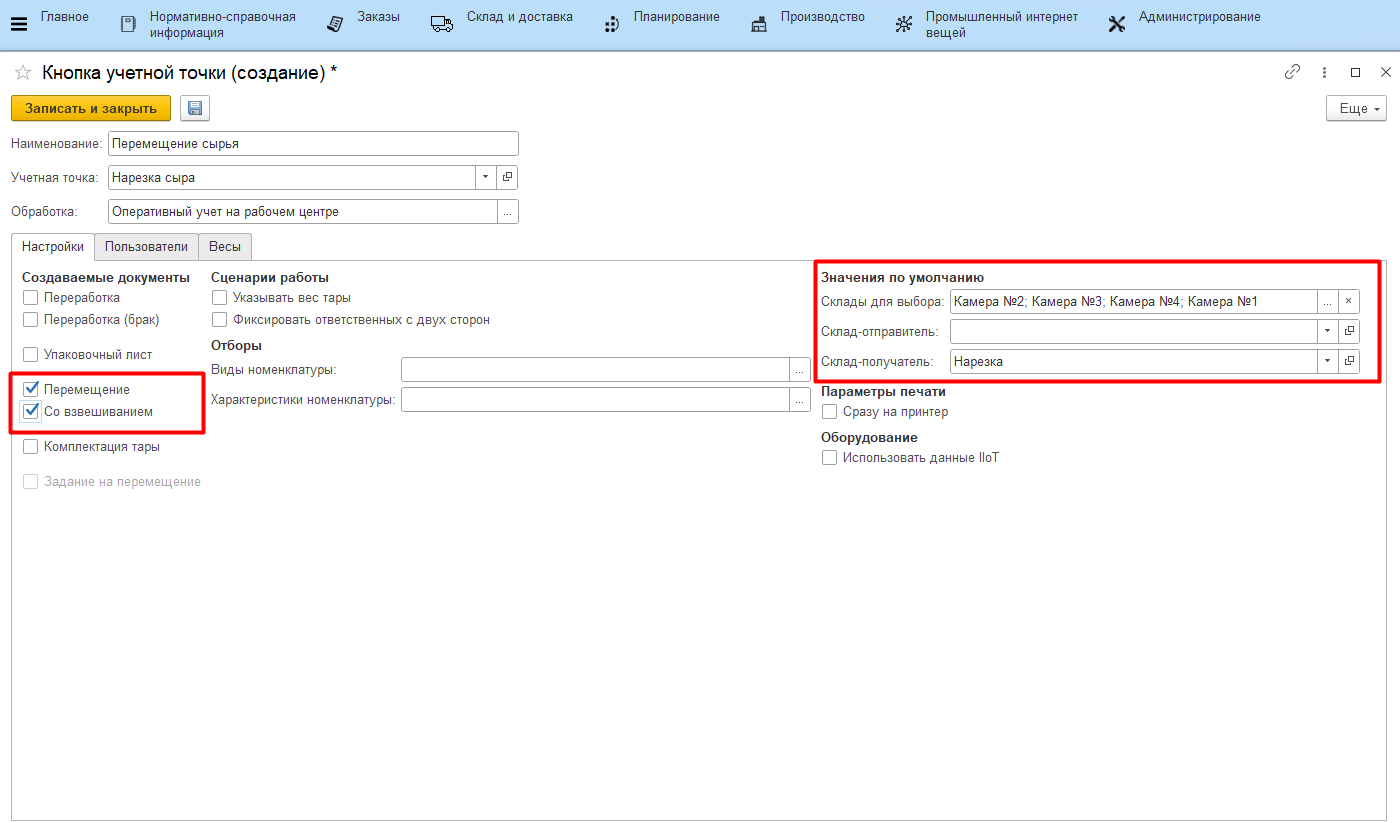 Главное
Нормативно-справочная
информация
Заказы
Склад и доставка
Планирование
Производство
Промышленный интернет
вещей
Администрирование
Кнопка учетной точки (создание) *
Записать и закрыть
Еще
Наименование: Перемещение сырья
Учетная точка: Нарезка сыра
Обработка: Оперативный учет на рабочем центре ...
Настройки Пользователи Весы
Создаваемые документы
Переработка
Переработка (брак)
Упаковочный лист
Перемещение
Со взвешиванием
Комплектация тары
Задание на перемещение
Сценарии работы
Указывать вес тары
Фиксировать ответственных с двух сторон
Отборы
Виды номенклатуры: ...
Характеристики номенклатуры: ...
Значения по умолчанию
Склады для выбора: Камера №2; Камера №3; Камера №4; Камера №1 ... ×
Склад-отправитель:
Склад-получатель: Нарезка
Параметры печати
Сразу на принтер
Оборудование
Использовать данные IIoT